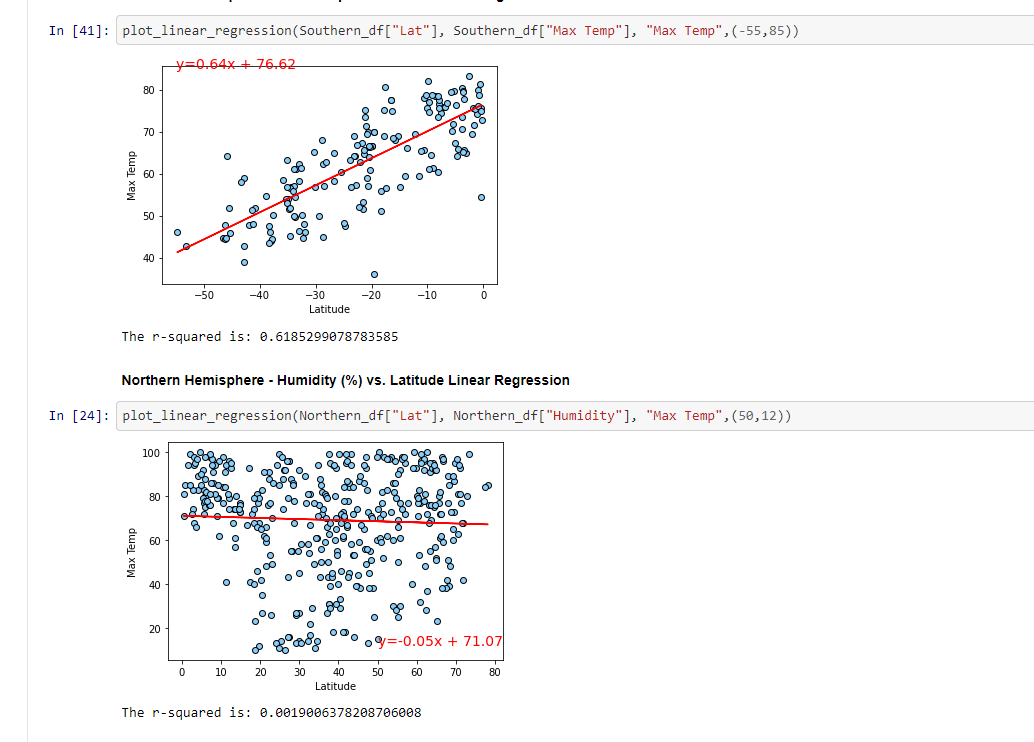 In [41]: plot_linear_regression(Southern_df["Lat"], Southern_df["Max Temp"], "Max Temp",(-55,85))
y=0.64x + 76.62
80
70
60
50
40
Max Temp
−50 −40 −30 −20 −10 0
Latitude
The r-squared is: 0.6185299078783585
Northern Hemisphere - Humidity (%) vs. Latitude Linear Regression
In [24]: plot_linear_regression(Northern_df["Lat"], Northern_df["Humidity"], "Max Temp",(50,12))
100
80
60
40
20
Max Temp
y=-0.05x + 71.07
0 10 20 30 40 50 60 70 80
Latitude
The r-squared is: 0.0019006378208706008